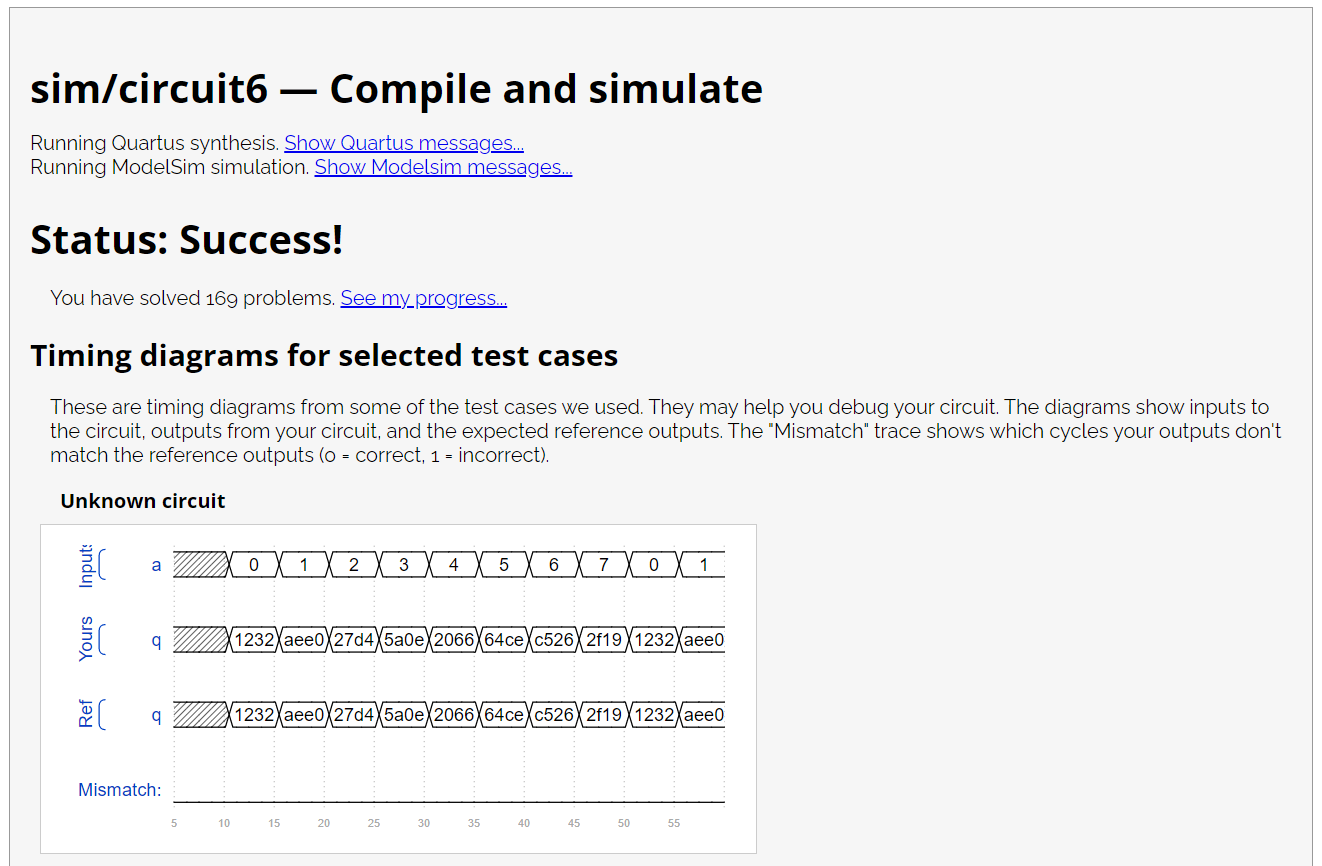 sim/circuit6 — Compile and simulate
Running Quartus synthesis. Show Quartus messages...
Running ModelSim simulation. Show Modelsim messages...
Status: Success!
You have solved 169 problems. See my progress...
Timing diagrams for selected test cases
These are timing diagrams from some of the test cases we used. They may help you debug your circuit. The diagrams show inputs to
the circuit, outputs from your circuit, and the expected reference outputs. The "Mismatch" trace shows which cycles your outputs don't
match the reference outputs (0 = correct, 1 = incorrect).
Unknown circuit
Inputs a 0 1 2 3 4 5 6 7 0 1
Yours q 1232 aee0 27d4 5a0e 2066 64ce c526 2f19 1232 aee0
Ref q 1232 aee0 27d4 5a0e 2066 64ce c526 2f19 1232 aee0
Mismatch:
5 10 15 20 25 30 35 40 45 50 55